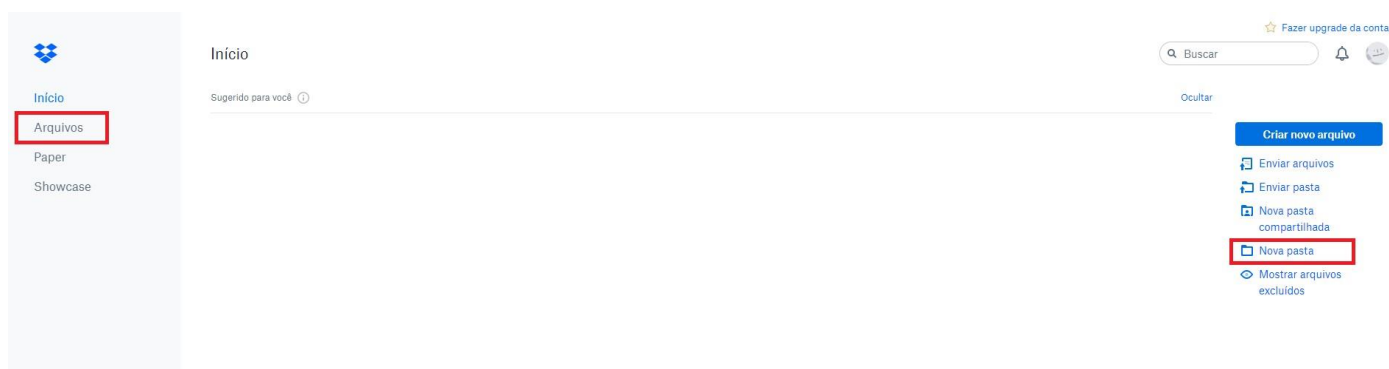 Fazer upgrade da conta
Início
Buscar
Início
Arquivos
Paper
Showcase
Sugerido para você
Ocultar
Criar novo arquivo
Enviar arquivos
Enviar pasta
Nova pasta
compartilhada
Nova pasta
Mostrar arquivos
excluídos